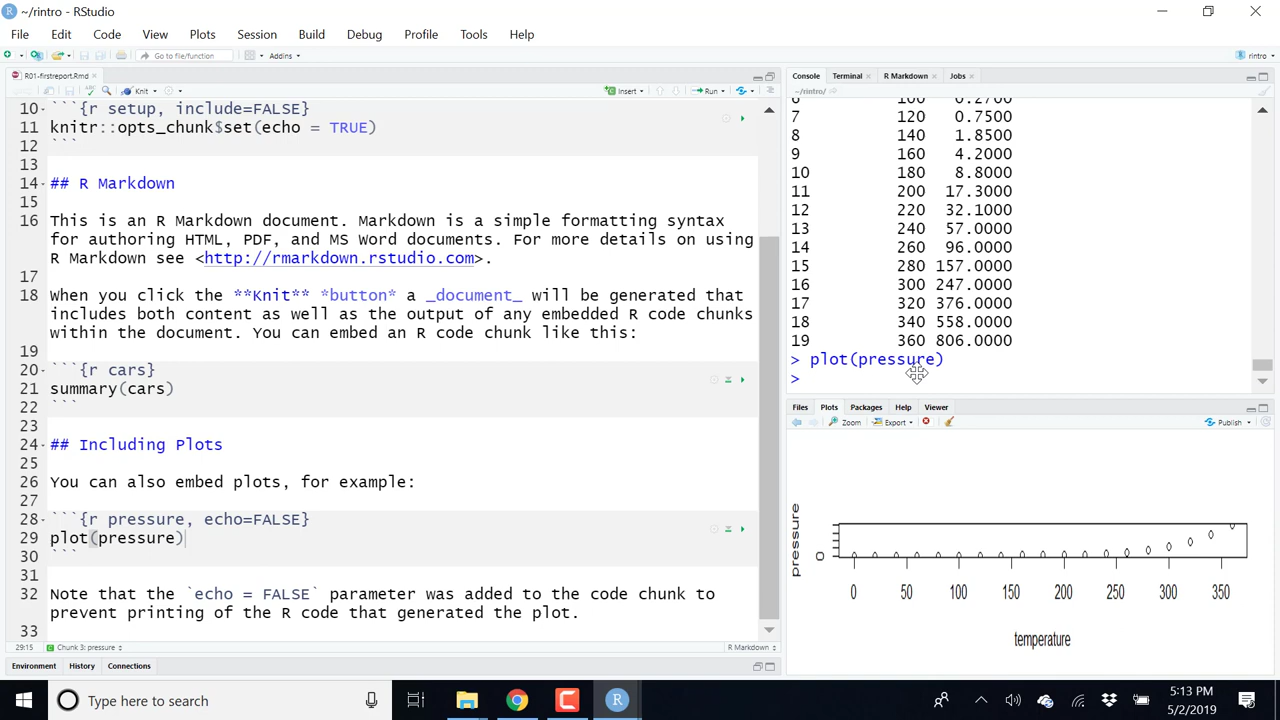 ~/rintro - RStudio
File Edit Code View Plots Session Build Debug Profile Tools Help
Go to file/function Addins rintro
R01-firstreport.Rmd
Knit Insert Run
10 ```{r setup, include=FALSE}
11 knitr::opts_chunk$set(echo = TRUE)
12 ```
13
14 ## R Markdown
15
16 This is an R Markdown document. Markdown is a simple formatting syntax
for authoring HTML, PDF, and MS Word documents. For more details on using
R Markdown see <http://rmarkdown.rstudio.com>.
17
18 When you click the **Knit** *button* a _document_ will be generated that
includes both content as well as the output of any embedded R code chunks
within the document. You can embed an R code chunk like this:
19
20 ```{r cars}
21 summary(cars)
22 ```
23
24 ## Including Plots
25
26 You can also embed plots, for example:
27
28 ```{r pressure, echo=FALSE}
29 plot(pressure)
30 ```
31
32 Note that the `echo = FALSE` parameter was added to the code chunk to
prevent printing of the R code that generated the plot.
33
29:15 Chunk 3: pressure R Markdown
Environment History Connections
Console Terminal R Markdown Jobs
~/rintro/
6 100 0.2700
7 120 0.7500
8 140 1.8500
9 160 4.2000
10 180 8.8000
11 200 17.3000
12 220 32.1000
13 240 57.0000
14 260 96.0000
15 280 157.0000
16 300 247.0000
17 320 376.0000
18 340 558.0000
19 360 806.0000
> plot(pressure)
>
Files Plots Packages Help Viewer
Zoom Export Publish
pressure
0
0 50 100 150 200 250 300 350
temperature
Type here to search
5:13 PM
5/2/2019